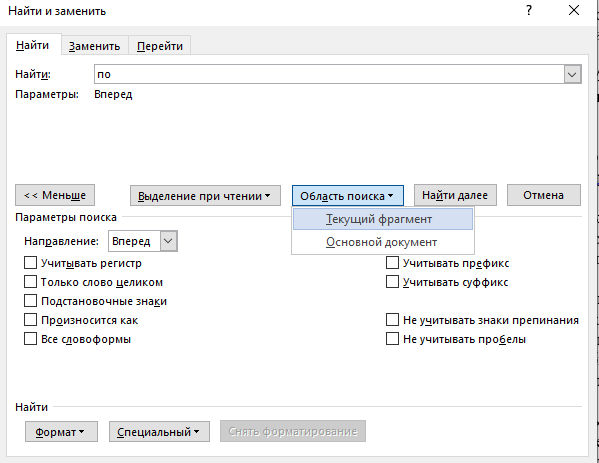 Найти и заменить ? ×
Найти Заменить Перейти
Найти: по
Параметры: Вперед
<< Меньше Выделение при чтении Область поиска Найти далее Отмена
Текущий фрагмент
Основной документ
Параметры поиска
Направление: Вперед
Учитывать регистр Учитывать префикс
Только слово целиком Учитывать суффикс
Подстановочные знаки
Произносится как Не учитывать знаки препинания
Все словоформы Не учитывать пробелы
Найти
Формат Специальный Снять форматирование